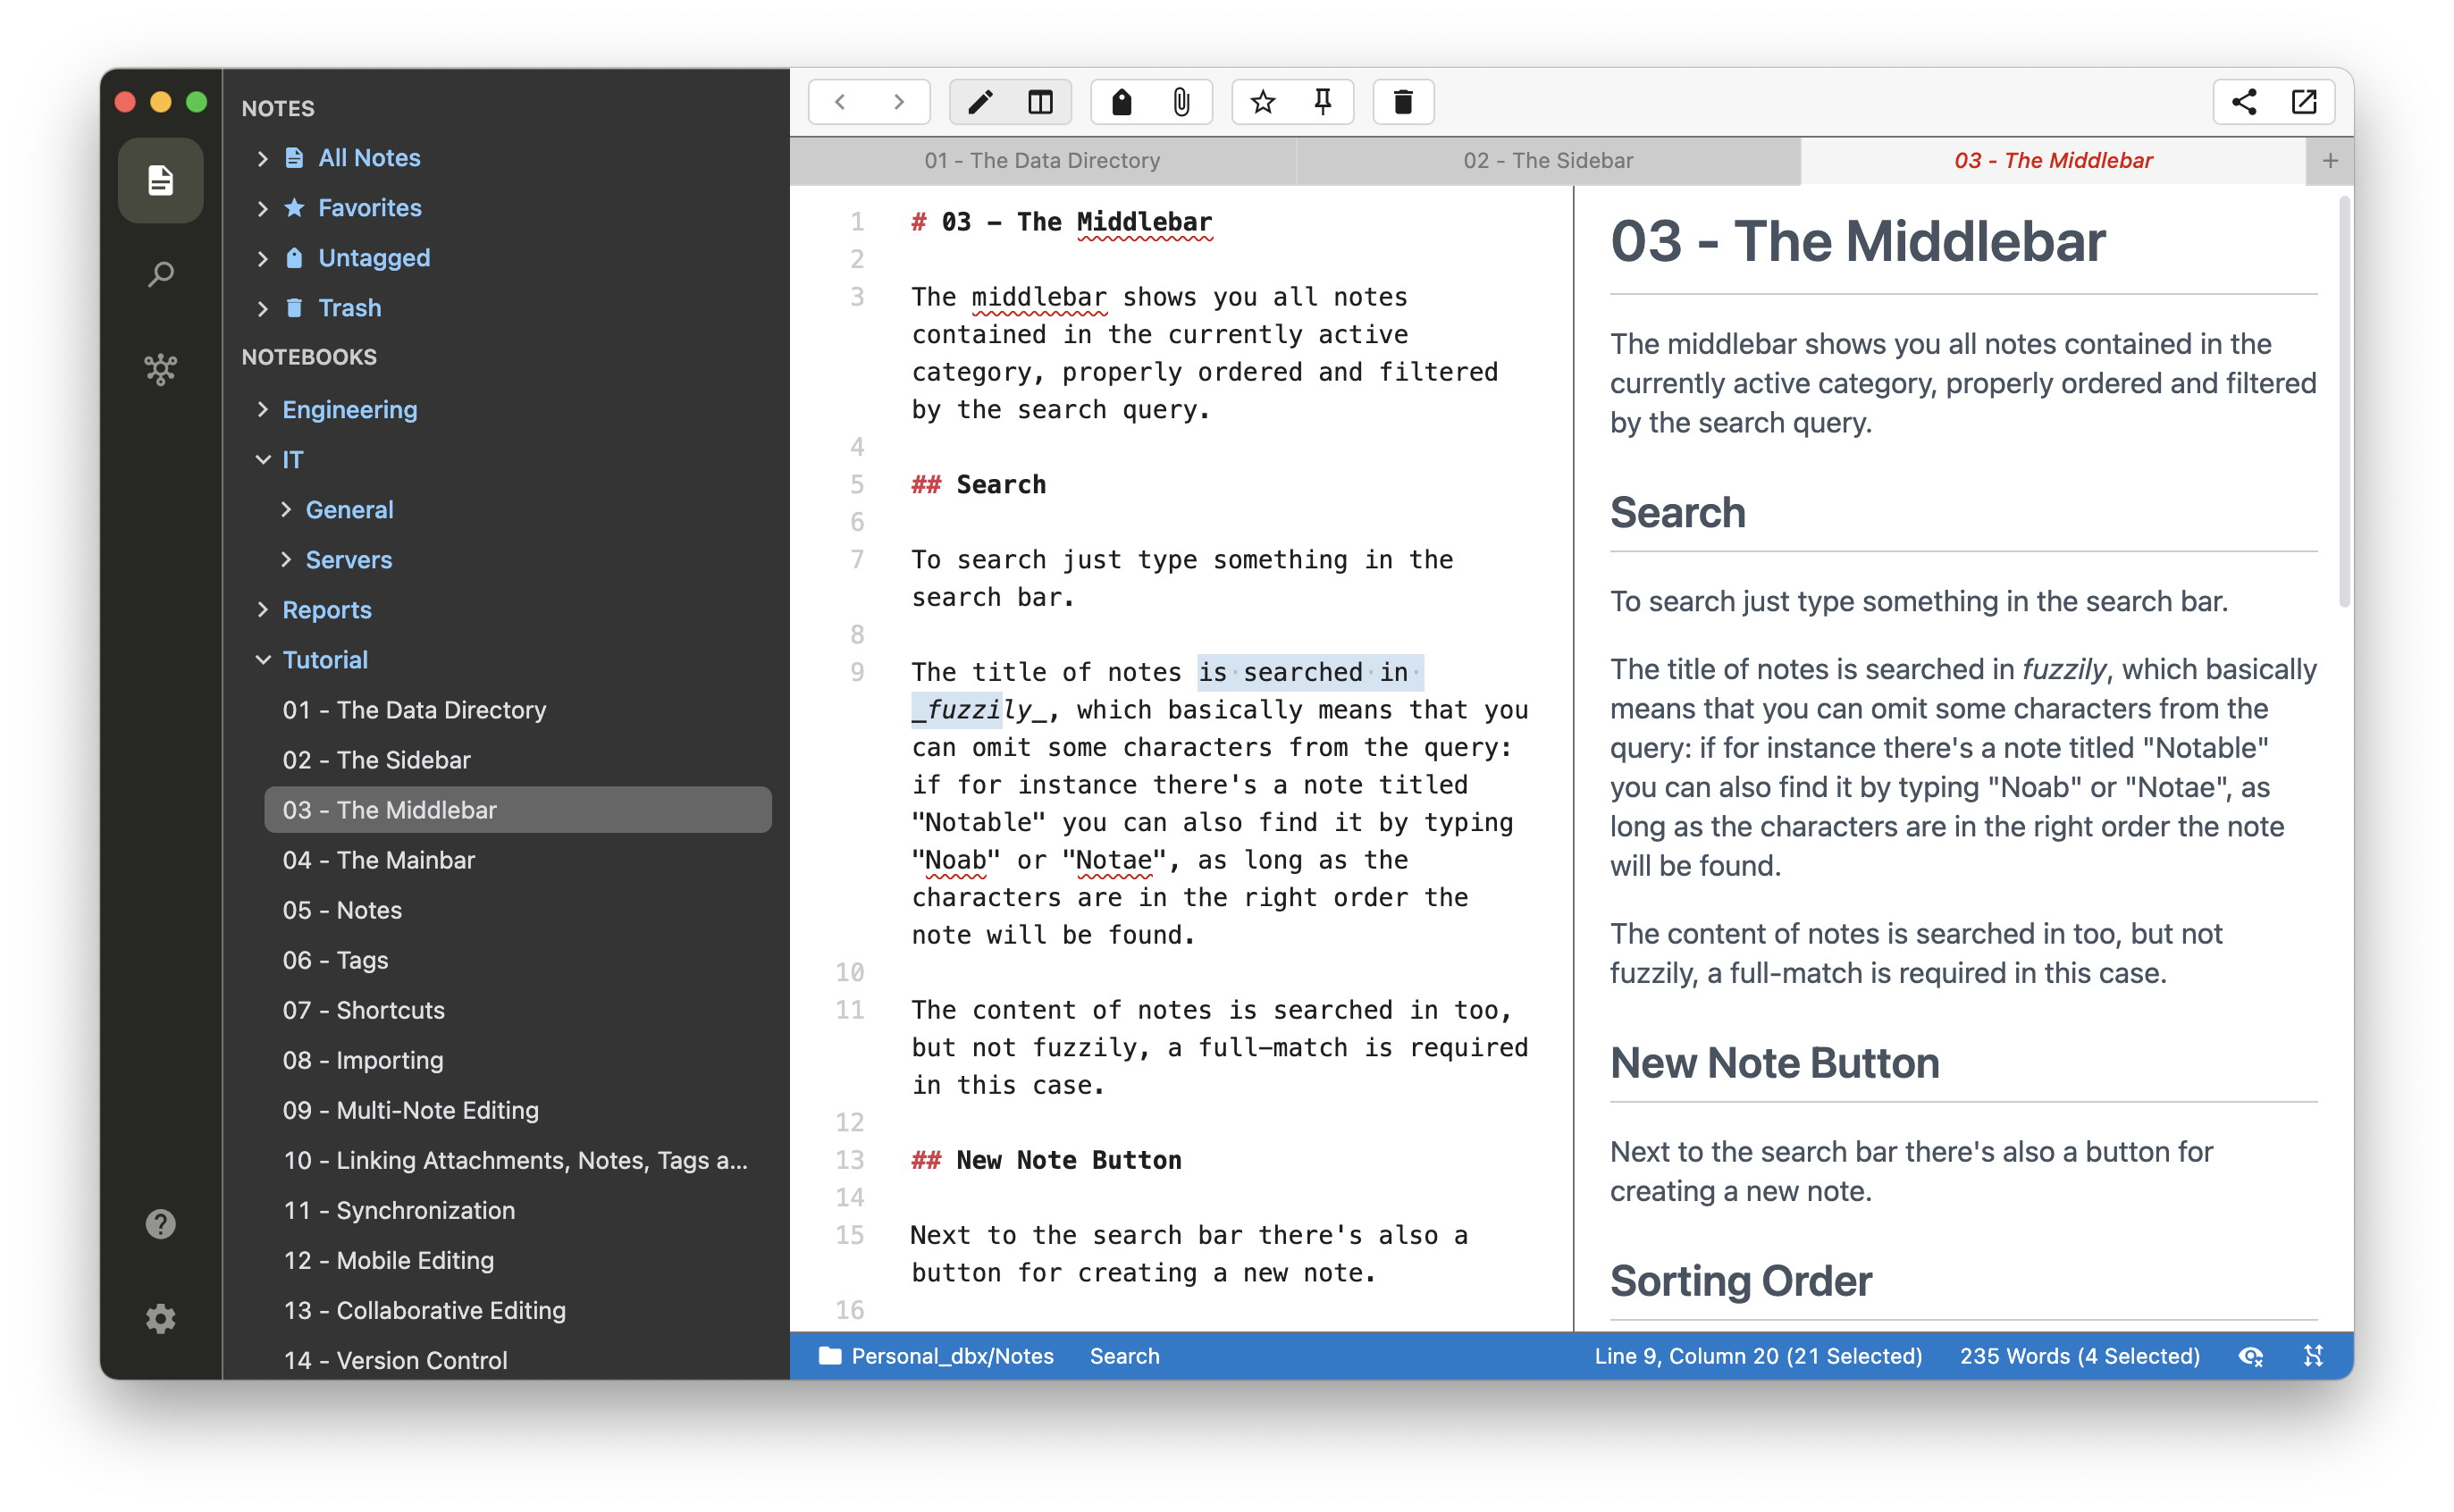 NOTES
All Notes
Favorites
Untagged
Trash
NOTEBOOKS
Engineering
IT
General
Servers
Reports
Tutorial
01 - The Data Directory
02 - The Sidebar
03 - The Middlebar
04 - The Mainbar
05 - Notes
06 - Tags
07 - Shortcuts
08 - Importing
09 - Multi-Note Editing
10 - Linking Attachments, Notes, Tags a...
11 - Synchronization
12 - Mobile Editing
13 - Collaborative Editing
14 - Version Control
01 - The Data Directory
02 - The Sidebar
03 - The Middlebar
+
1 # 03 - The Middlebar
2
3 The middlebar shows you all notes
contained in the currently active
category, properly ordered and filtered
by the search query.
4
5 ## Search
6
7 To search just type something in the
search bar.
8
9 The title of notes is searched in
_fuzzily_, which basically means that you
can omit some characters from the query:
if for instance there's a note titled
"Notable" you can also find it by typing
"Noab" or "Notae", as long as the
characters are in the right order the
note will be found.
10
11 The content of notes is searched in too,
but not fuzzily, a full-match is required
in this case.
12
13 ## New Note Button
14
15 Next to the search bar there's also a
button for creating a new note.
16
03 - The Middlebar
The middlebar shows you all notes contained in the
currently active category, properly ordered and filtered
by the search query.
Search
To search just type something in the search bar.
The title of notes is searched in fuzzily, which basically
means that you can omit some characters from the
query: if for instance there's a note titled "Notable"
you can also find it by typing "Noab" or "Notae", as
long as the characters are in the right order the note
will be found.
The content of notes is searched in too, but not
fuzzily, a full-match is required in this case.
New Note Button
Next to the search bar there's also a button for
creating a new note.
Sorting Order
Personal_dbx/Notes Search
Line 9, Column 20 (21 Selected) 235 Words (4 Selected)